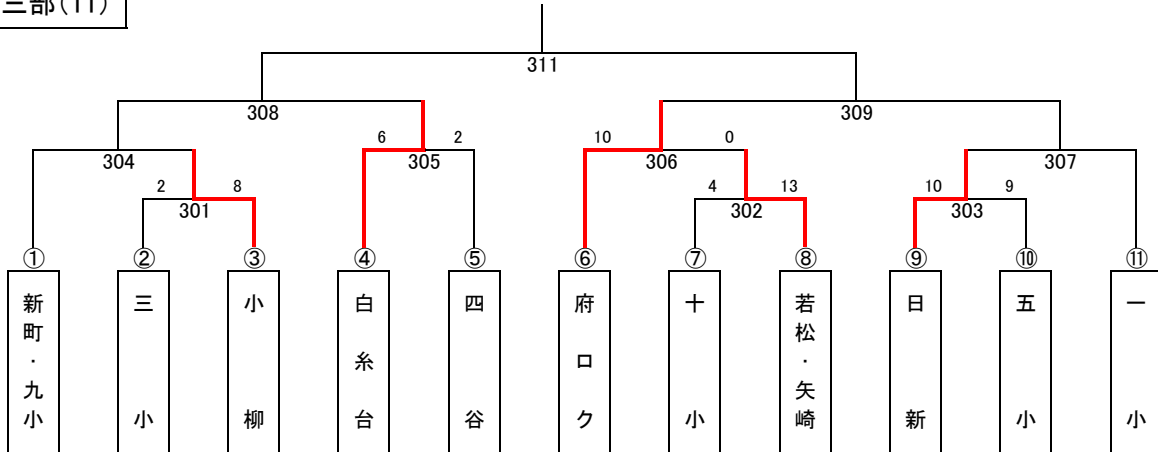 三部(11)
311
308
309
6
2
10
0
304
305
306
307
2
8
4
13
10
9
301
302
303
①
②
③
④
⑤
⑥
⑦
⑧
⑨
⑩
⑪
新町・九小
三小
小柳
白糸台
四谷
府ロク
十小
若松・矢崎
日新
五小
一小